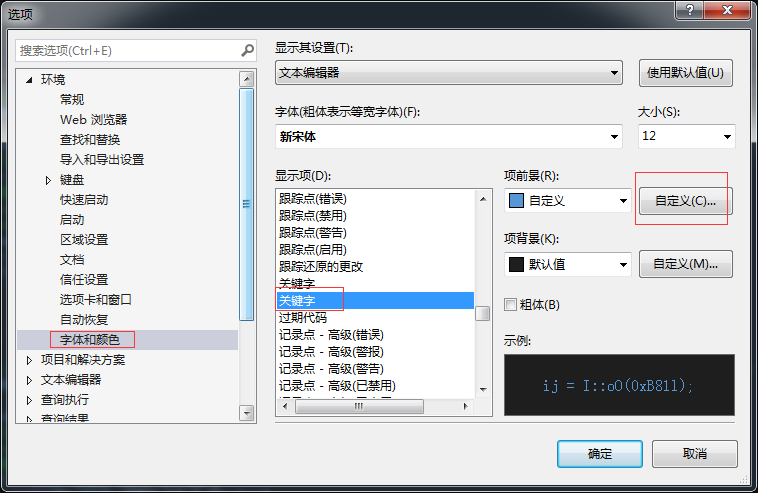 选项
搜索选项(Ctrl+E)
环境
常规
Web 浏览器
查找和替换
导入和导出设置
键盘
快速启动
启动
区域设置
文档
信任设置
选项卡和窗口
自动恢复
字体和颜色
项目和解决方案
文本编辑器
查询执行
查询结果
显示其设置(T):
文本编辑器
使用默认值(U)
字体(粗体表示等宽字体)(F):
大小(S):
新宋体
12
显示项(D):
跟踪点(错误)
跟踪点(禁用)
跟踪点(警告)
跟踪点(启用)
跟踪还原的更改
关键字
关键字
过期代码
记录点 - 高级(错误)
记录点 - 高级(警报)
记录点 - 高级(警告)
记录点 - 高级(已禁用)
项前景(R):
自定义
自定义(C)...
项背景(K):
默认值
自定义(M)...
粗体(B)
示例:
ij = I::oO(0xB81l);
确定
取消